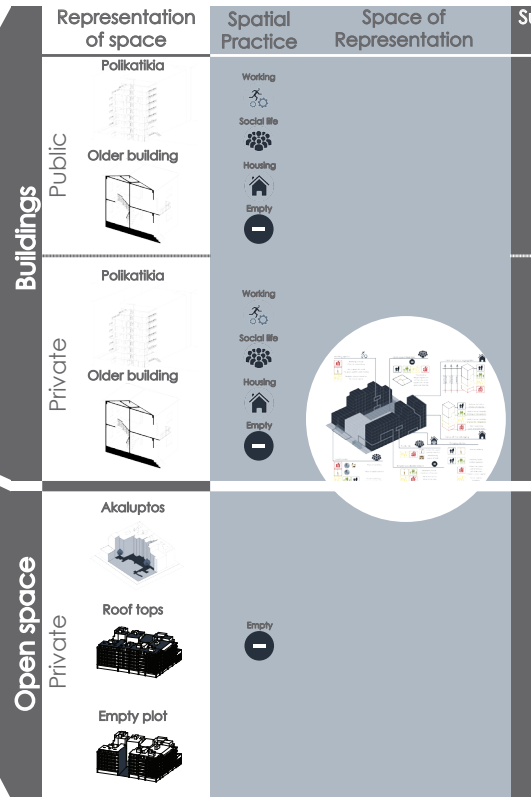 Representation
of space
Spatial
Practice
Space of
Representation
Buildings
Public
Polikatikia
Older building
Working
Social life
Housing
Empty
Private
Polikatikia
Older building
Working
Social life
Housing
Empty
Open space
Private
Akaluptos
Roof tops
Empty plot
Empty